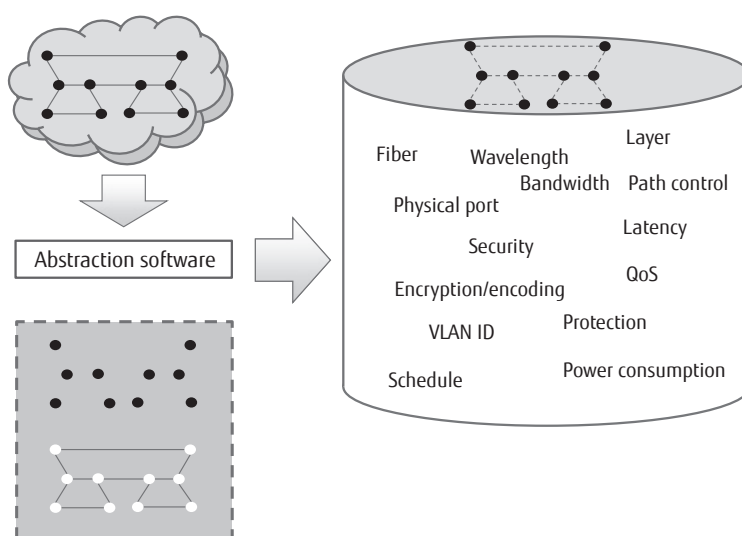 Fiber
Wavelength
Layer
Bandwidth
Path control
Physical port
Latency
Security
Abstraction software
QoS
Encryption/encoding
VLAN ID
Protection
Schedule
Power consumption